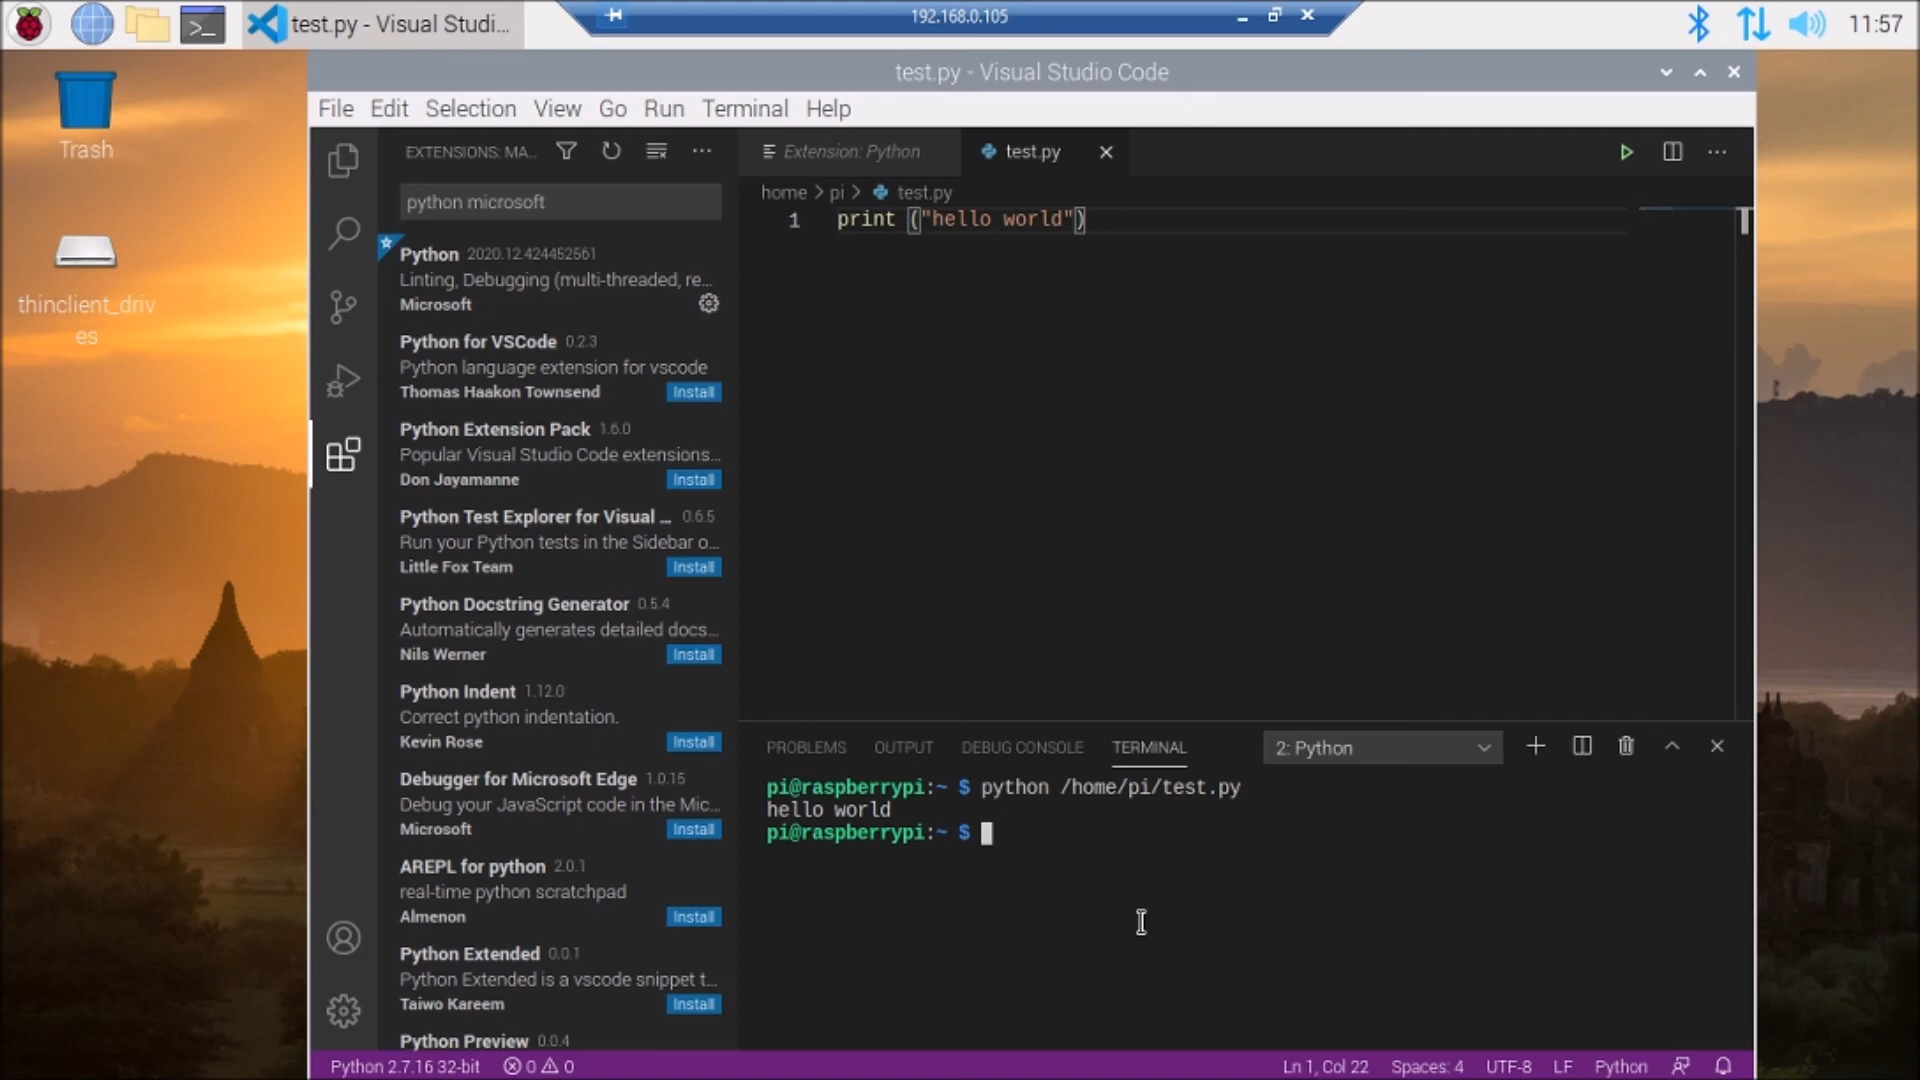 test.py - Visual Studi...
192.168.0.105
11:57
Trash
thinclient_driv
es
test.py - Visual Studio Code
File Edit Selection View Go Run Terminal Help
EXTENSIONS: MA...
python microsoft
Python 2020.12.424452561
Linting, Debugging (multi-threaded, re...
Microsoft
Python for VSCode 0.2.3
Python language extension for vscode
Thomas Haakon Townsend Install
Python Extension Pack 1.6.0
Popular Visual Studio Code extensions...
Don Jayamanne Install
Python Test Explorer for Visual ... 0.6.5
Run your Python tests in the Sidebar o...
Little Fox Team Install
Python Docstring Generator 0.5.4
Automatically generates detailed docs...
Nils Werner Install
Python Indent 1.12.0
Correct python indentation.
Kevin Rose Install
Debugger for Microsoft Edge 1.0.15
Debug your JavaScript code in the Mic...
Microsoft Install
AREPL for python 2.0.1
real-time python scratchpad
Almenon Install
Python Extended 0.0.1
Python Extended is a vscode snippet t...
Taiwo Kareem Install
Python Preview 0.0.4
Extension: Python test.py
home > pi > test.py
1 print ("hello world")
PROBLEMS OUTPUT DEBUG CONSOLE TERMINAL 2: Python
pi@raspberrypi:~ $ python /home/pi/test.py
hello world
pi@raspberrypi:~ $
Python 2.7.16 32-bit 0 0 Ln 1, Col 22 Spaces: 4 UTF-8 LF Python